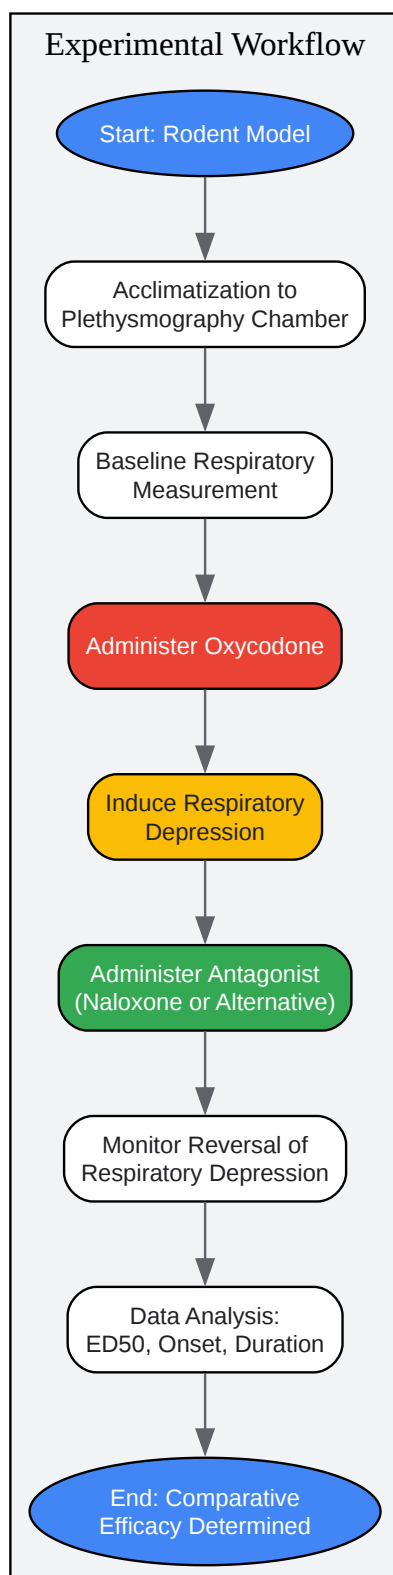 Experimental Workflow
Start: Rodent Model
Acclimatization to
Plethysmography Chamber
Baseline Respiratory
Measurement
Administer Oxycodone
Induce Respiratory
Depression
Administer Antagonist
(Naloxone or Alternative)
Monitor Reversal of
Respiratory Depression
Data Analysis:
ED50, Onset, Duration
End: Comparative
Efficacy Determined